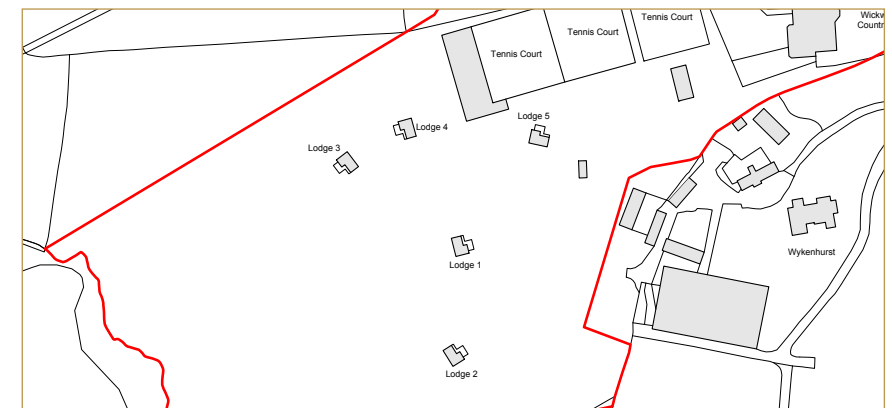 Tennis Court
Tennis Court
Tennis Court
Lodge 5
Lodge 4
Lodge 3
Lodge 1
Wykenhurst
Lodge 2